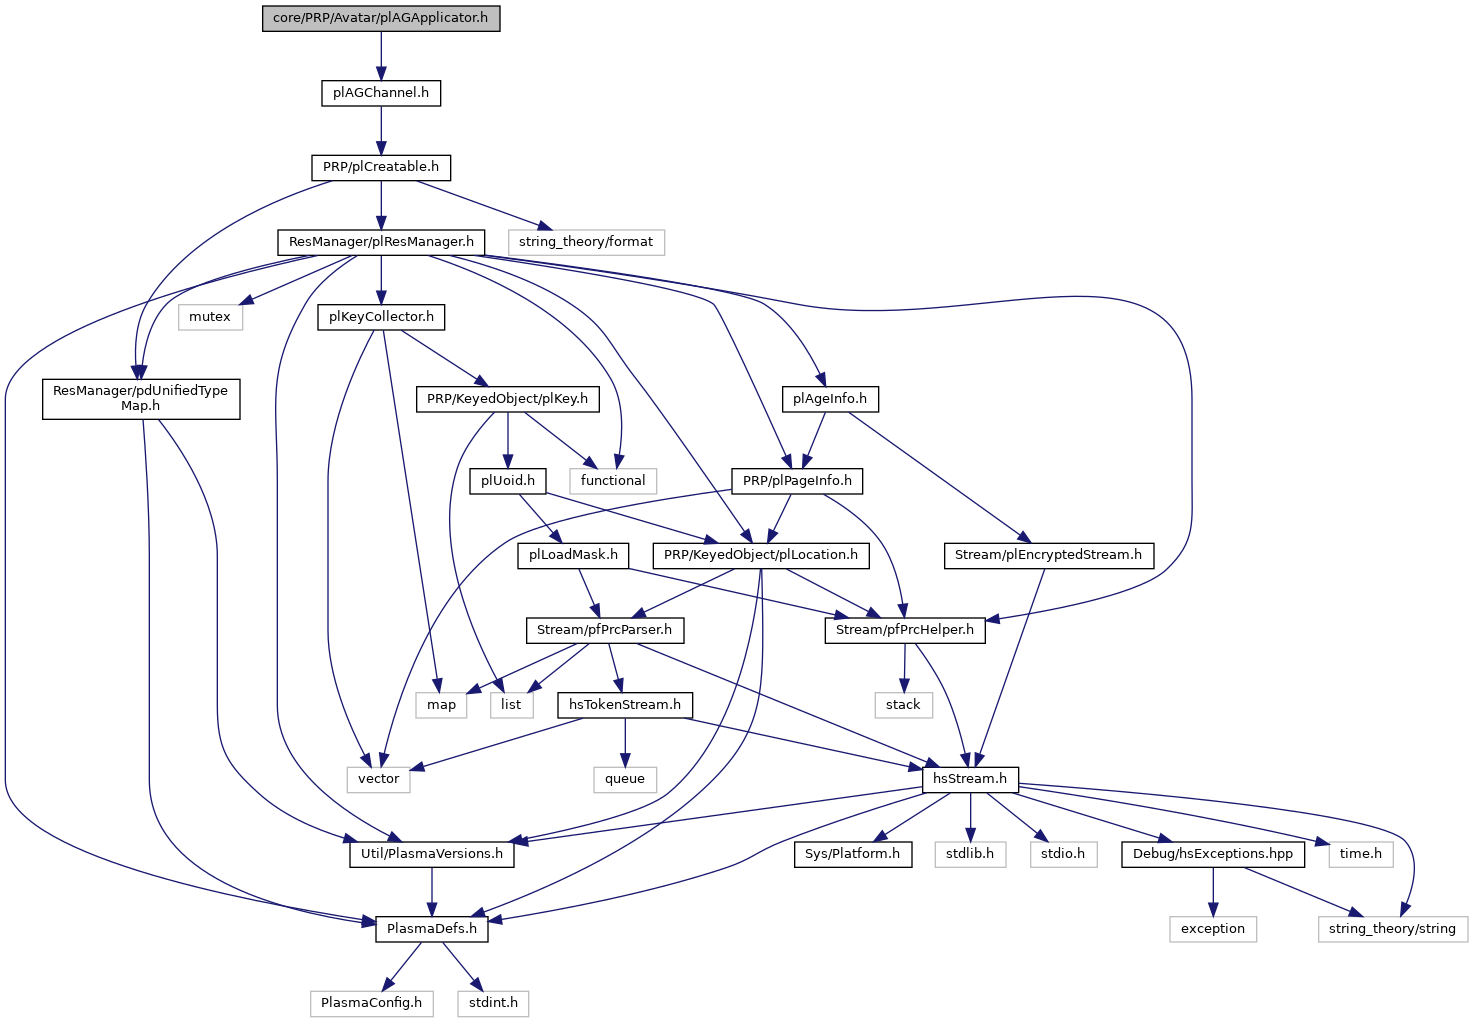 core/PRP/Avatar/plAGApplicator.h
plAGChannel.h
PRP/plCreatable.h
ResManager/plResManager.h
string_theory/format
mutex
plKeyCollector.h
ResManager/pdUnifiedType
Map.h
PRP/KeyedObject/plKey.h
plAgeInfo.h
plUoid.h
functional
PRP/plPageInfo.h
plLoadMask.h
PRP/KeyedObject/plLocation.h
Stream/plEncryptedStream.h
Stream/pfPrcParser.h
Stream/pfPrcHelper.h
map
list
hsTokenStream.h
stack
vector
queue
hsStream.h
Util/PlasmaVersions.h
Sys/Platform.h
stdlib.h
stdio.h
Debug/hsExceptions.hpp
time.h
PlasmaDefs.h
exception
string_theory/string
PlasmaConfig.h
stdint.h